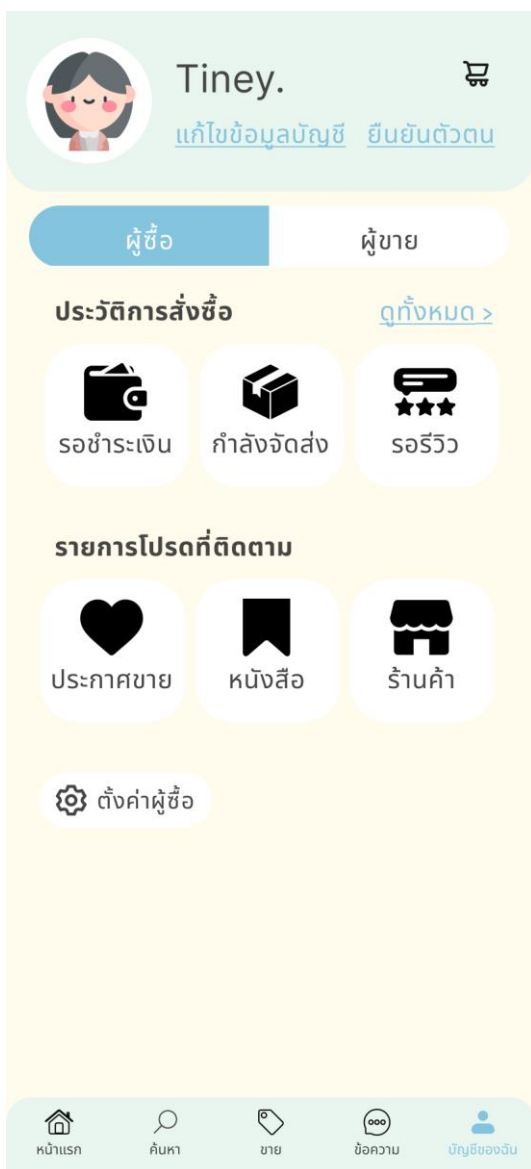 Tiney.
แก้ไขข้อมูลบัญชี ยืนยันตัวตน
ผู้ซื้อ ผู้ขาย
ประวัติการสั่งซื้อ ดูทั้งหมด >
รอชำระเงิน กำลังจัดส่ง รอรีวิว
รายการโปรดที่ติดตาม
ประกาศขาย หนังสือ ร้านค้า
ตั้งค่าผู้ซื้อ
หน้าแรก ค้นหา ขาย ข้อความ บัญชีของฉัน